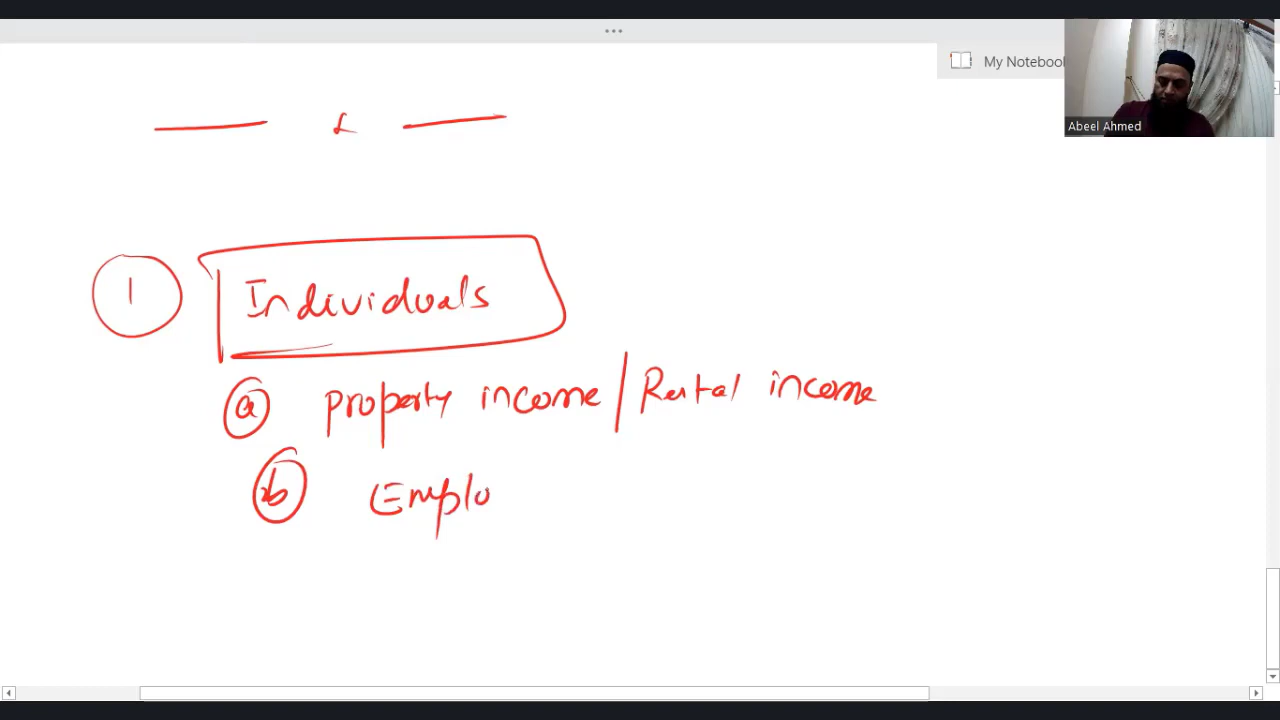 My Notebook
Abeel Ahmed
&
1 Individuals
a Property income / Rental income
b Emplo